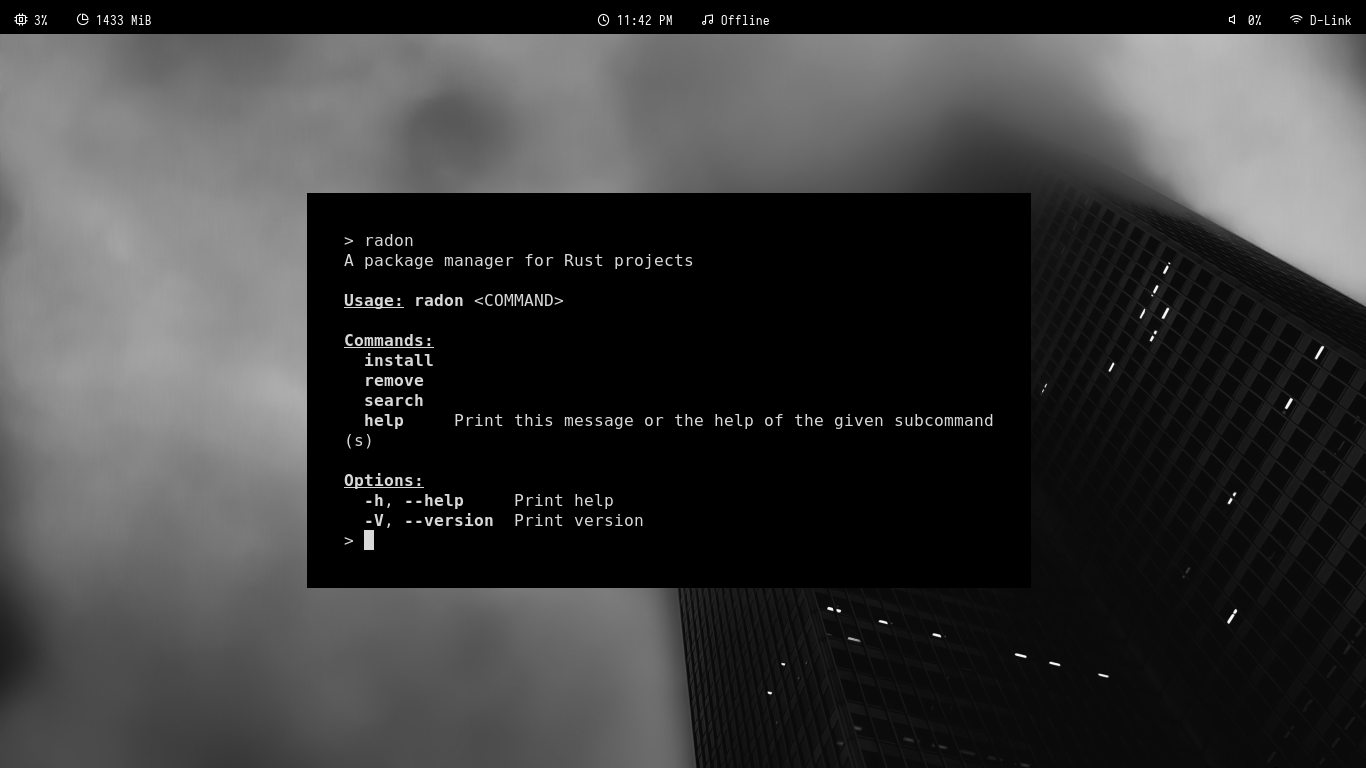 3% 1433 MiB 11:42 PM Offline 0% D-Link
> radon
A package manager for Rust projects
Usage: radon <COMMAND>
Commands:
install
remove
search
help Print this message or the help of the given subcommand
(s)
Options:
-h, --help Print help
-V, --version Print version
>